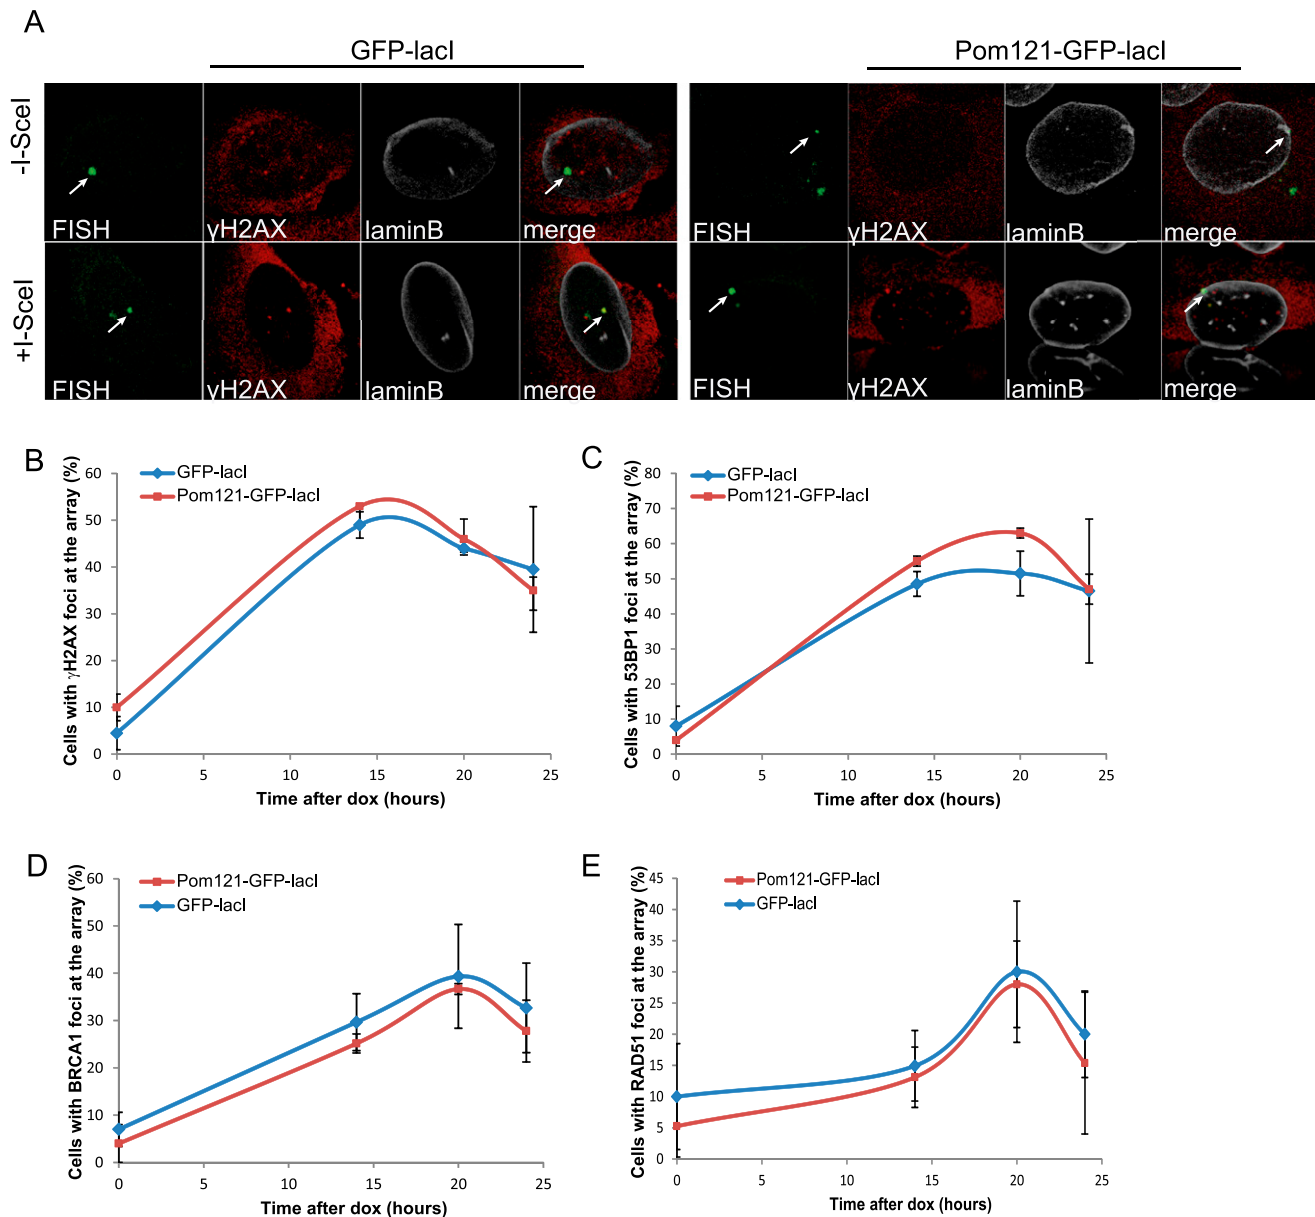 A
GFP-lacI
Pom121-GFP-lacI
-I-SceI
FISH
γH2AX
laminB
merge
FISH
γH2AX
laminB
merge
+I-SceI
FISH
γH2AX
laminB
merge
FISH
γH2AX
laminB
merge
B
Cells with γH2AX foci at the array (%)
GFP-lacI
Pom121-GFP-lacI
60
50
40
30
20
10
0
0 5 10 15 20 25
Time after dox (hours)
C
Cells with 53BP1 foci at the array (%)
GFP-lacI
Pom121-GFP-lacI
80
70
60
50
40
30
20
10
0
0 5 10 15 20 25
Time after dox (hours)
D
Cells with BRCA1 foci at the array (%)
Pom121-GFP-lacI
GFP-lacI
60
50
40
30
20
10
0
0 5 10 15 20 25
Time after dox (hours)
E
Cells with RAD51 foci at the array (%)
Pom121-GFP-lacI
GFP-lacI
45
40
35
30
25
20
15
10
5
0
0 5 10 15 20 25
Time after dox (hours)